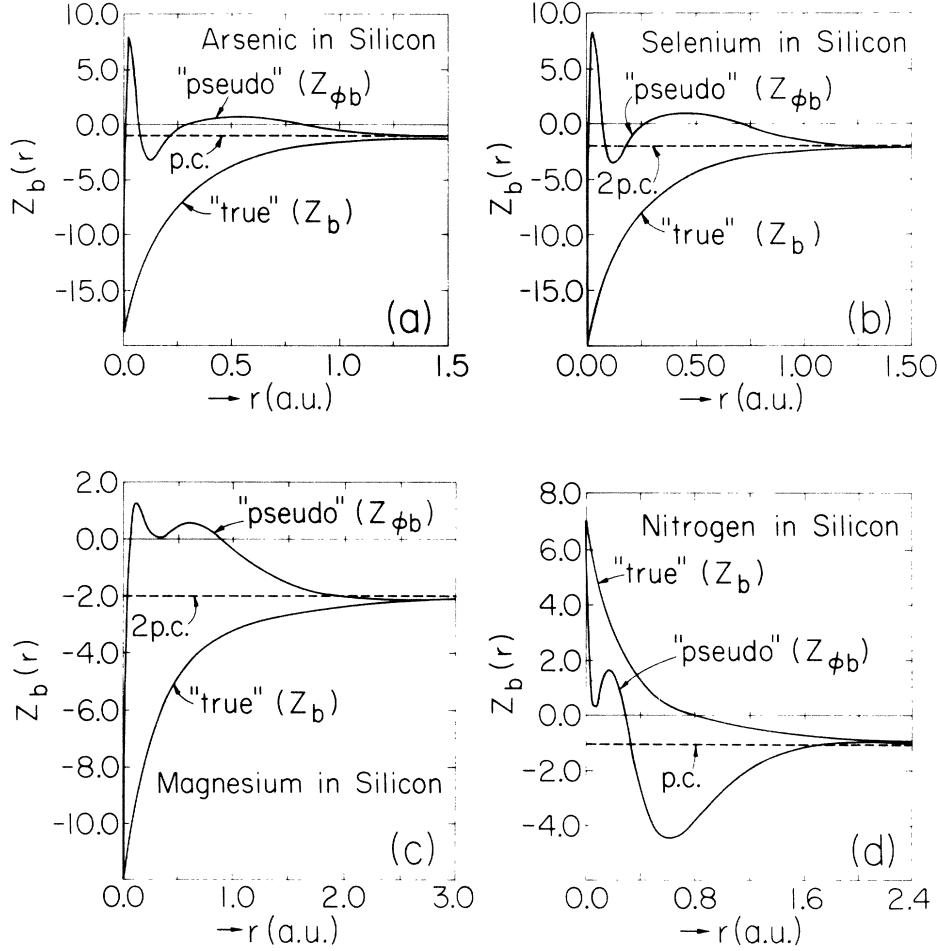 10.0
5.0
0.0
-5.0
-10.0
-15.0
Z_b(r)
Arsenic in Silicon
"pseudo" (Z_ϕb)
p.c.
"true" (Z_b)
(a)
0.0 0.5 1.0 1.5
→ r (a.u.)
10.0
5.0
0.0
-5.0
-10.0
-15.0
Z_b(r)
Selenium in Silicon
"pseudo" (Z_ϕb)
2p.c.
"true" (Z_b)
(b)
0.00 0.50 1.00 1.50
→ r (a.u.)
2.0
0.0
-2.0
-4.0
-6.0
-8.0
-10.0
Z_b(r)
"pseudo" (Z_ϕb)
2p.c.
"true" (Z_b)
Magnesium in Silicon
(c)
0.0 1.0 2.0 3.0
→ r (a.u.)
8.0
6.0
4.0
2.0
0.0
-2.0
-4.0
Z_b(r)
Nitrogen in Silicon
"true" (Z_b)
"pseudo" (Z_ϕb)
p.c.
(d)
0.0 0.8 1.6 2.4
→ r (a.u.)